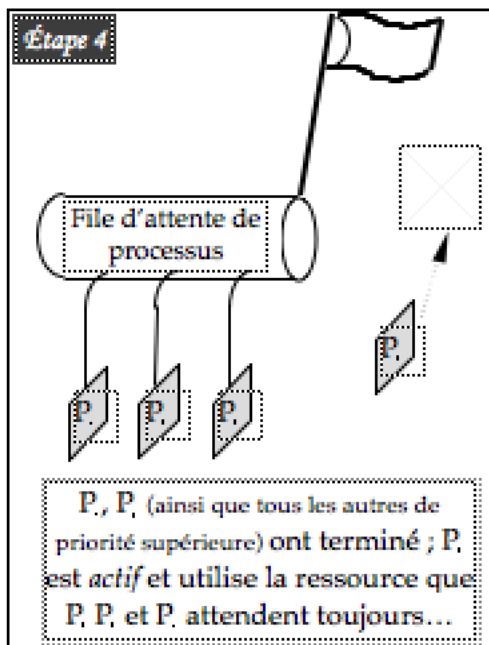 Étape 4
File d'attente de
processus
P.
P.
P.
P.
P., P. (ainsi que tous les autres de
priorité supérieure) ont terminé ; P.
est actif et utilise la ressource que
P. P. et P. attendent toujours…